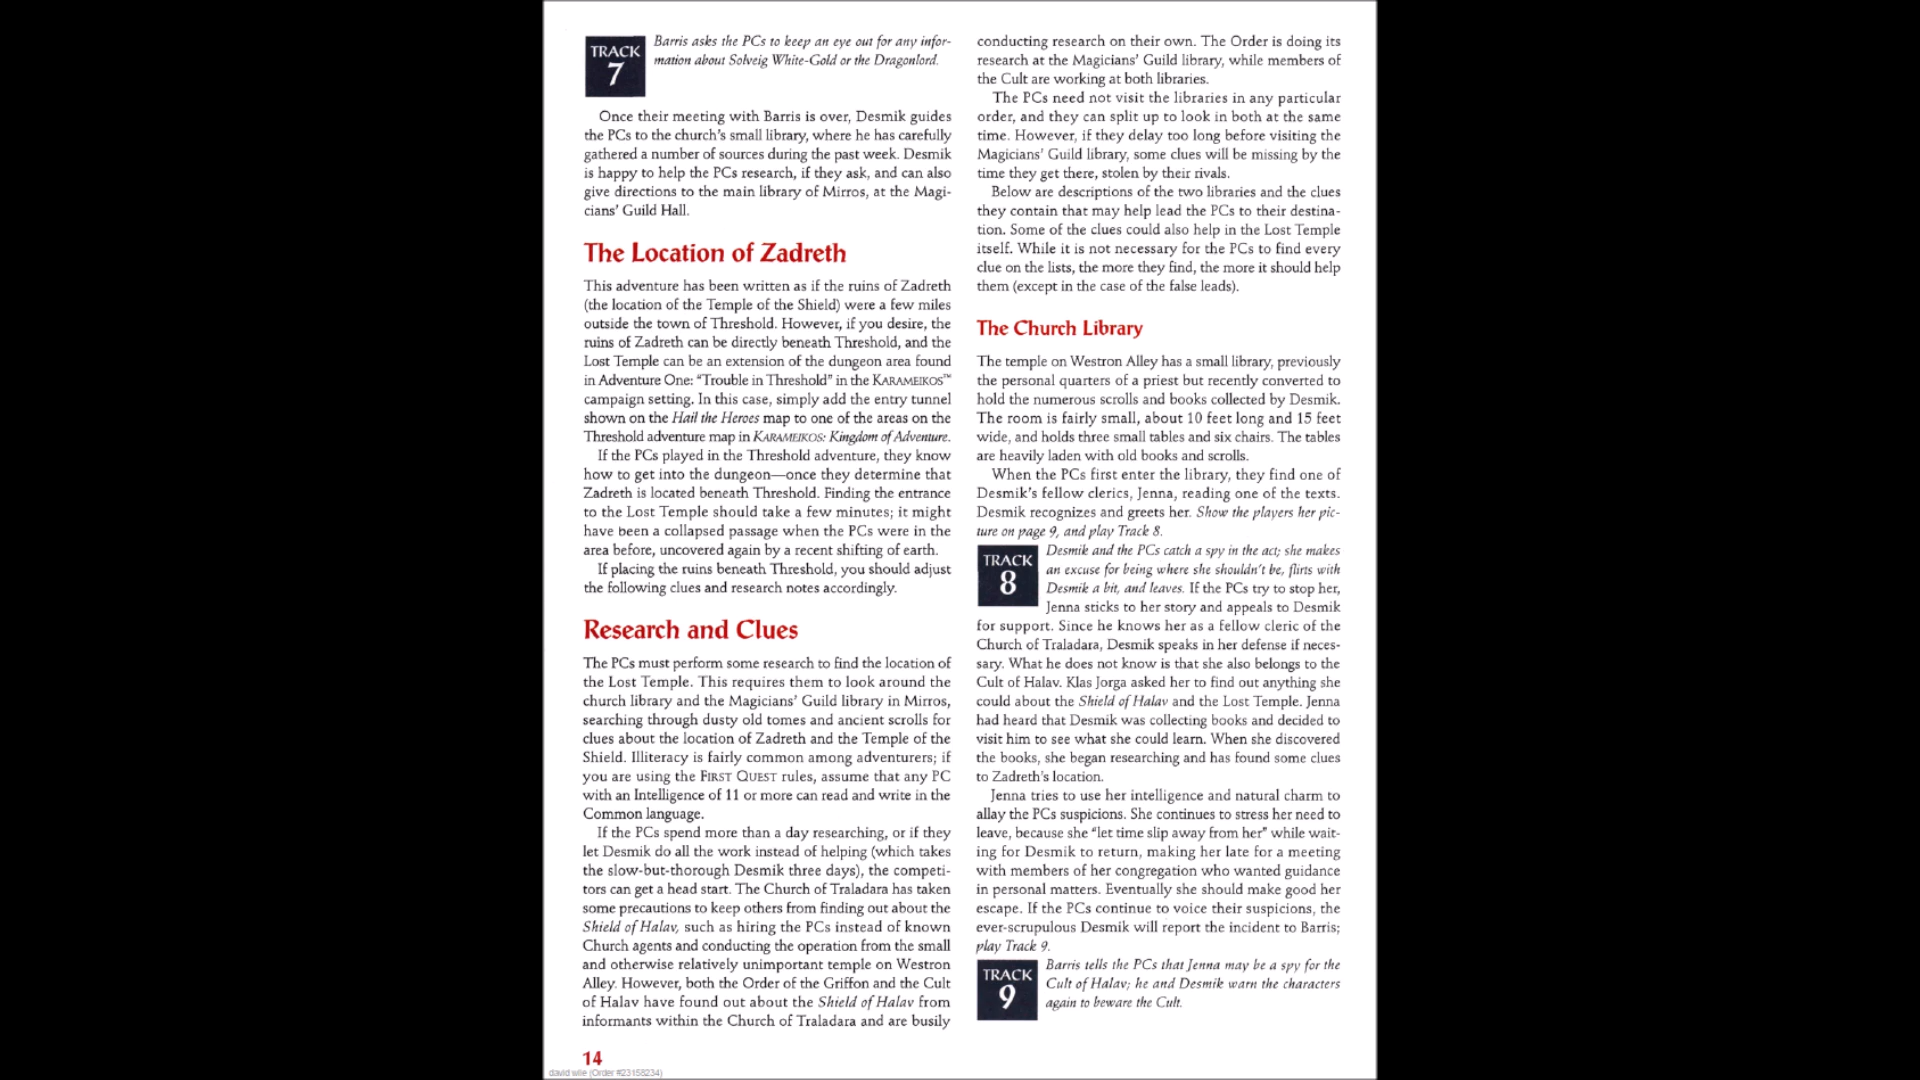 TRACK
7
Barris asks the PCs to keep an eye out for any infor-
mation about Solveig White-Gold or the Dragonlord.
Once their meeting with Barris is over, Desmik guides
the PCs to the church's small library, where he has carefully
gathered a number of sources during the past week. Desmik
is happy to help the PCs research, if they ask, and can also
give directions to the main library of Mirros, at the Magi-
cians' Guild Hall.
The Location of Zadreth
This adventure has been written as if the ruins of Zadreth
(the location of the Temple of the Shield) were a few miles
outside the town of Threshold. However, if you desire, the
ruins of Zadreth can be directly beneath Threshold, and the
Lost Temple can be an extension of the dungeon area found
in Adventure One: "Trouble in Threshold" in the KARAMEIKOS™
campaign setting. In this case, simply add the entry tunnel
shown on the Hail the Heroes map to one of the areas on the
Threshold adventure map in KARAMEIKOS: Kingdom of Adventure.
If the PCs played in the Threshold adventure, they know
how to get into the dungeon—once they determine that
Zadreth is located beneath Threshold. Finding the entrance
to the Lost Temple should take a few minutes; it might
have been a collapsed passage when the PCs were in the
area before, uncovered again by a recent shifting of earth.
If placing the ruins beneath Threshold, you should adjust
the following clues and research notes accordingly.
Research and Clues
The PCs must perform some research to find the location of
the Lost Temple. This requires them to look around the
church library and the Magicians' Guild library in Mirros,
searching through dusty old tomes and ancient scrolls for
clues about the location of Zadreth and the Temple of the
Shield. Illiteracy is fairly common among adventurers; if
you are using the FIRST QUEST rules, assume that any PC
with an Intelligence of 11 or more can read and write in the
Common language.
If the PCs spend more than a day researching, or if they
let Desmik do all the work instead of helping (which takes
the slow-but-thorough Desmik three days), the competi-
tors can get a head start. The Church of Traladara has taken
some precautions to keep others from finding out about the
Shield of Halav, such as hiring the PCs instead of known
Church agents and conducting the operation from the small
and otherwise relatively unimportant temple on Westron
Alley. However, both the Order of the Griffon and the Cult
of Halav have found out about the Shield of Halav from
informants within the Church of Traladara and are busily
14
david wile (Order #23158234)
conducting research on their own. The Order is doing its
research at the Magicians' Guild library, while members of
the Cult are working at both libraries.
The PCs need not visit the libraries in any particular
order, and they can split up to look in both at the same
time. However, if they delay too long before visiting the
Magicians' Guild library, some clues will be missing by the
time they get there, stolen by their rivals.
Below are descriptions of the two libraries and the clues
they contain that may help lead the PCs to their destina-
tion. Some of the clues could also help in the Lost Temple
itself. While it is not necessary for the PCs to find every
clue on the lists, the more they find, the more it should help
them (except in the case of the false leads).
The Church Library
The temple on Westron Alley has a small library, previously
the personal quarters of a priest but recently converted to
hold the numerous scrolls and books collected by Desmik.
The room is fairly small, about 10 feet long and 15 feet
wide, and holds three small tables and six chairs. The tables
are heavily laden with old books and scrolls.
When the PCs first enter the library, they find one of
Desmik's fellow clerics, Jenna, reading one of the texts.
Desmik recognizes and greets her. Show the players her pic-
ture on page 9, and play Track 8.
TRACK
8
Desmik and the PCs catch a spy in the act; she makes
an excuse for being where she shouldn't be, flirts with
Desmik a bit, and leaves. If the PCs try to stop her,
Jenna sticks to her story and appeals to Desmik
for support. Since he knows her as a fellow cleric of the
Church of Traladara, Desmik speaks in her defense if neces-
sary. What he does not know is that she also belongs to the
Cult of Halav. Klas Jorga asked her to find out anything she
could about the Shield of Halav and the Lost Temple. Jenna
had heard that Desmik was collecting books and decided to
visit him to see what she could learn. When she discovered
the books, she began researching and has found some clues
to Zadreth's location.
Jenna tries to use her intelligence and natural charm to
allay the PCs suspicions. She continues to stress her need to
leave, because she "let time slip away from her" while wait-
ing for Desmik to return, making her late for a meeting
with members of her congregation who wanted guidance
in personal matters. Eventually she should make good her
escape. If the PCs continue to voice their suspicions, the
ever-scrupulous Desmik will report the incident to Barris;
play Track 9.
TRACK
9
Barris tells the PCs that Jenna may be a spy for the
Cult of Halav; he and Desmik warn the characters
again to beware the Cult.